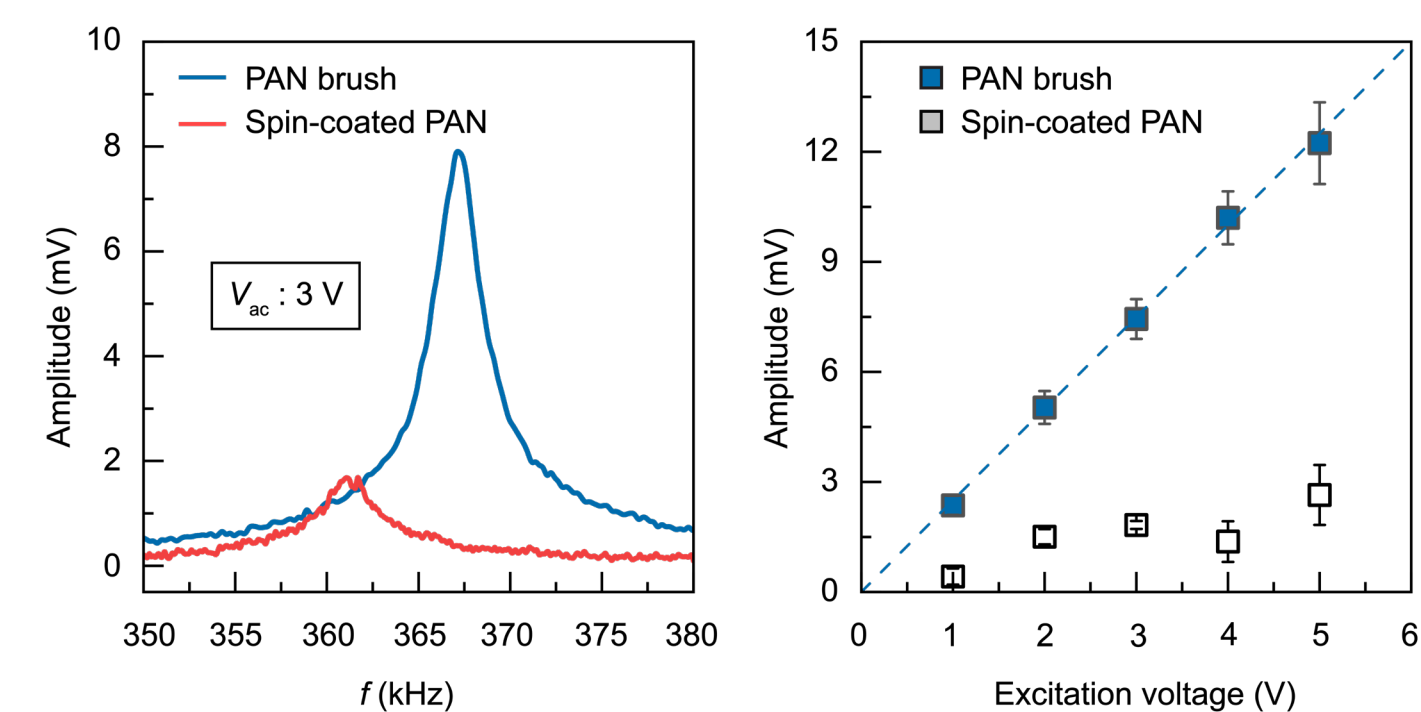 PAN brush
Spin-coated PAN
Vac : 3 V
Amplitude (mV)
10
8
6
4
2
0
350 355 360 365 370 375 380
f (kHz)
PAN brush
Spin-coated PAN
Amplitude (mV)
15
12
9
6
3
0
0 1 2 3 4 5 6
Excitation voltage (V)